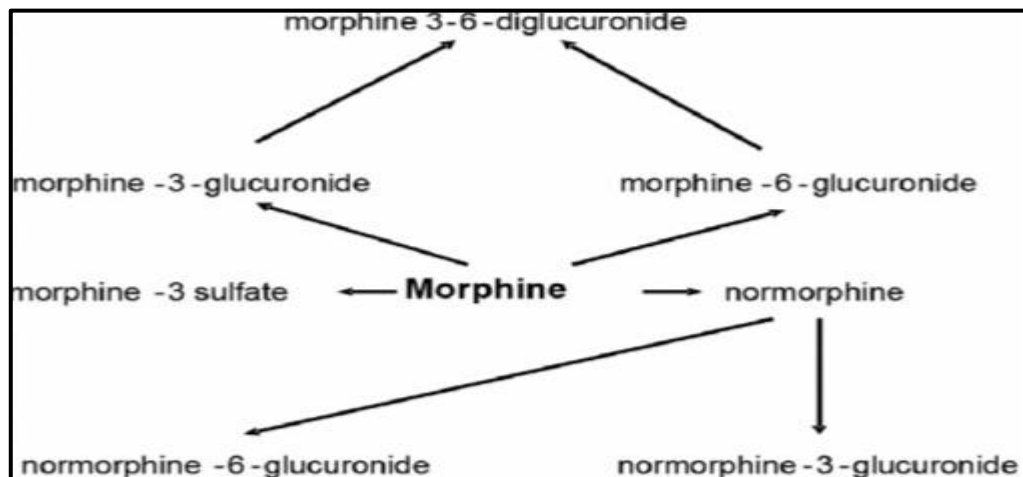 morphine 3-6-diglucuronide
morphine -3-glucuronide
morphine -6-glucuronide
morphine -3 sulfate
Morphine
normorphine
normorphine -6-glucuronide
normorphine -3-glucuronide